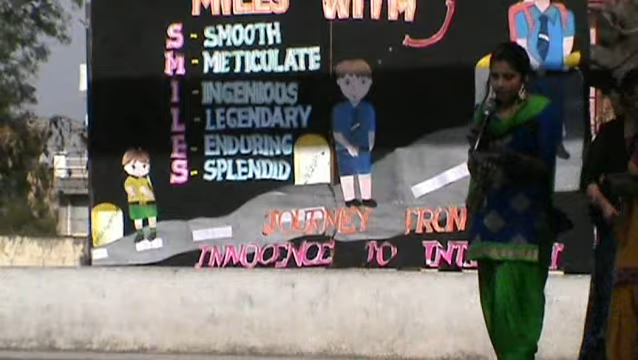 MILES WITH
S - SMOOTH
M - METICULATE
I - INGENIOUS
L - LEGENDARY
E - ENDURING
S - SPLENDID
JOURNEY FROM
INNOCENCE TO